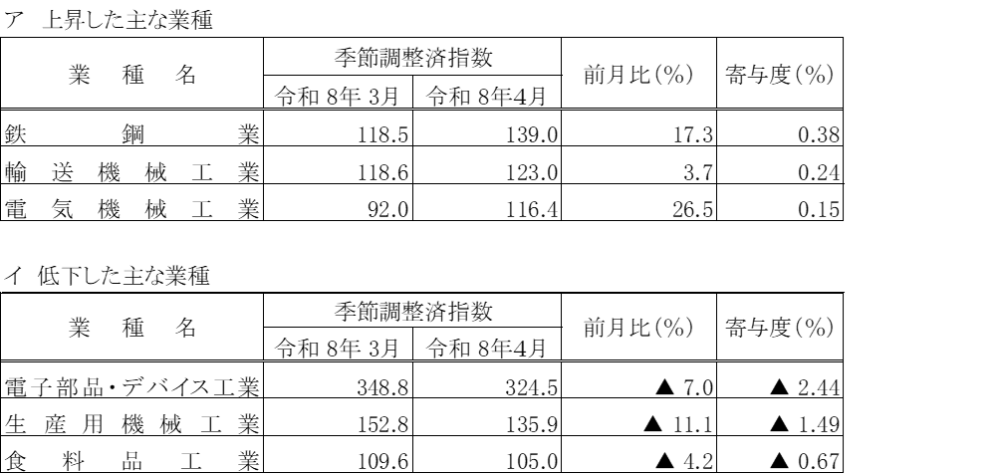 ア 上昇した主な業種
業種名 季節調整済指数 前月比(%) 寄与度(%)
令和 8年 3月 令和 8年4月
鉄鋼業 118.5 139.0 17.3 0.38
輸送機械工業 118.6 123.0 3.7 0.24
電気機械工業 92.0 116.4 26.5 0.15
イ 低下した主な業種
業種名 季節調整済指数 前月比(%) 寄与度(%)
令和 8年 3月 令和 8年4月
電子部品・デバイス工業 348.8 324.5 ▲ 7.0 ▲ 2.44
生産用機械工業 152.8 135.9 ▲ 11.1 ▲ 1.49
食料品工業 109.6 105.0 ▲ 4.2 ▲ 0.67